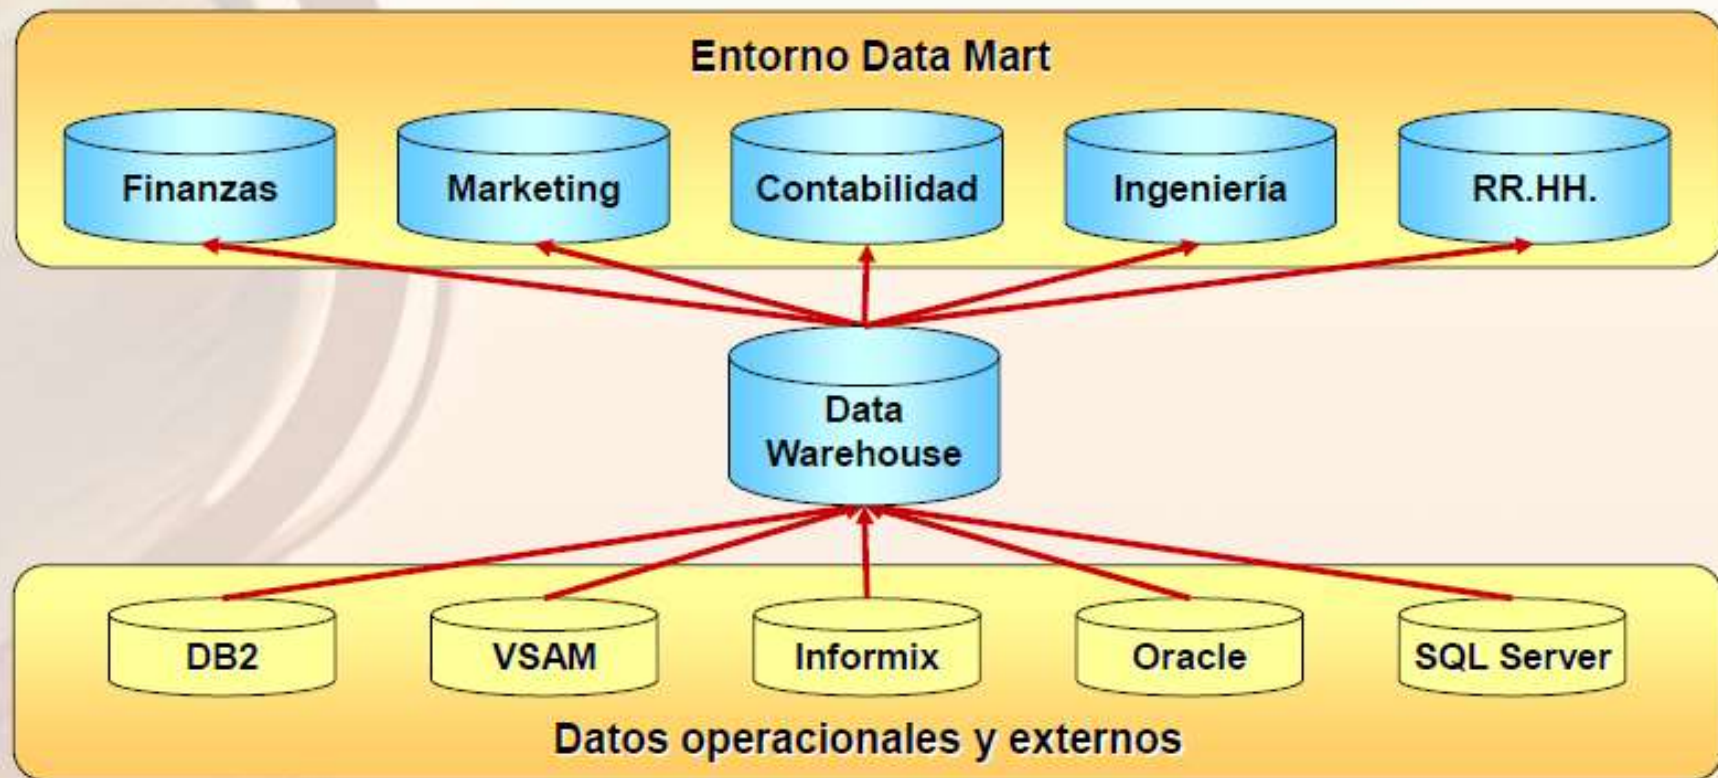 Entorno Data Mart
Finanzas
Marketing
Contabilidad
Ingeniería
RR.HH.
Data
Warehouse
DB2
VSAM
Informix
Oracle
SQL Server
Datos operacionales y externos